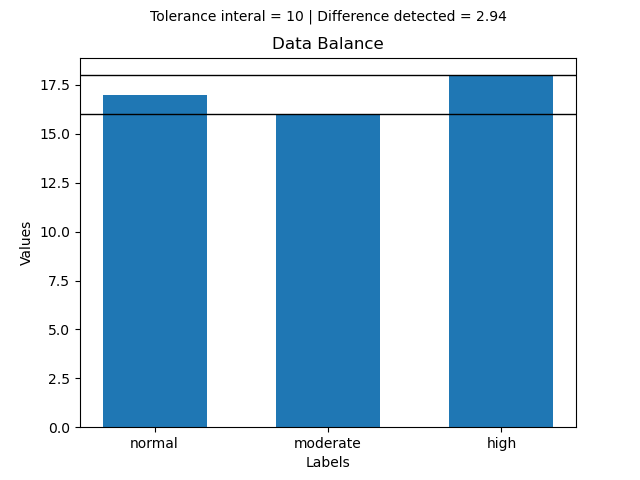 Tolerance interal = 10 | Difference detected = 2.94
Data Balance
17.5
15.0
12.5
10.0
7.5
5.0
2.5
0.0
Values
normal moderate high
Labels